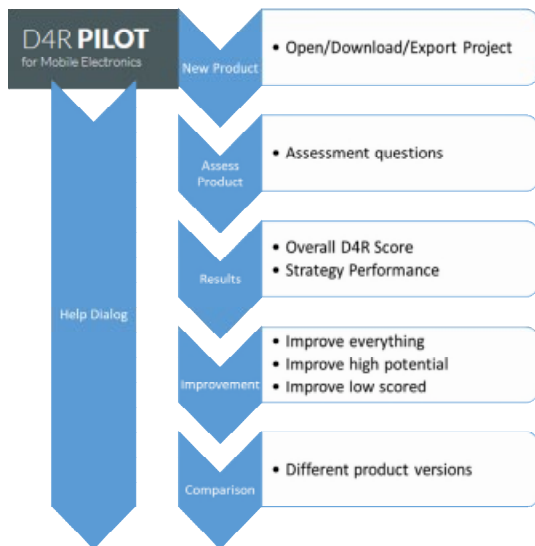 D4R PILOT
for Mobile Electronics
New Product
• Open/Download/Export Project
Assess
Product
• Assessment questions
Results
• Overall D4R Score
• Strategy Performance
Help Dialog
Improvement
• Improve everything
• Improve high potential
• Improve low scored
Comparison
• Different product versions